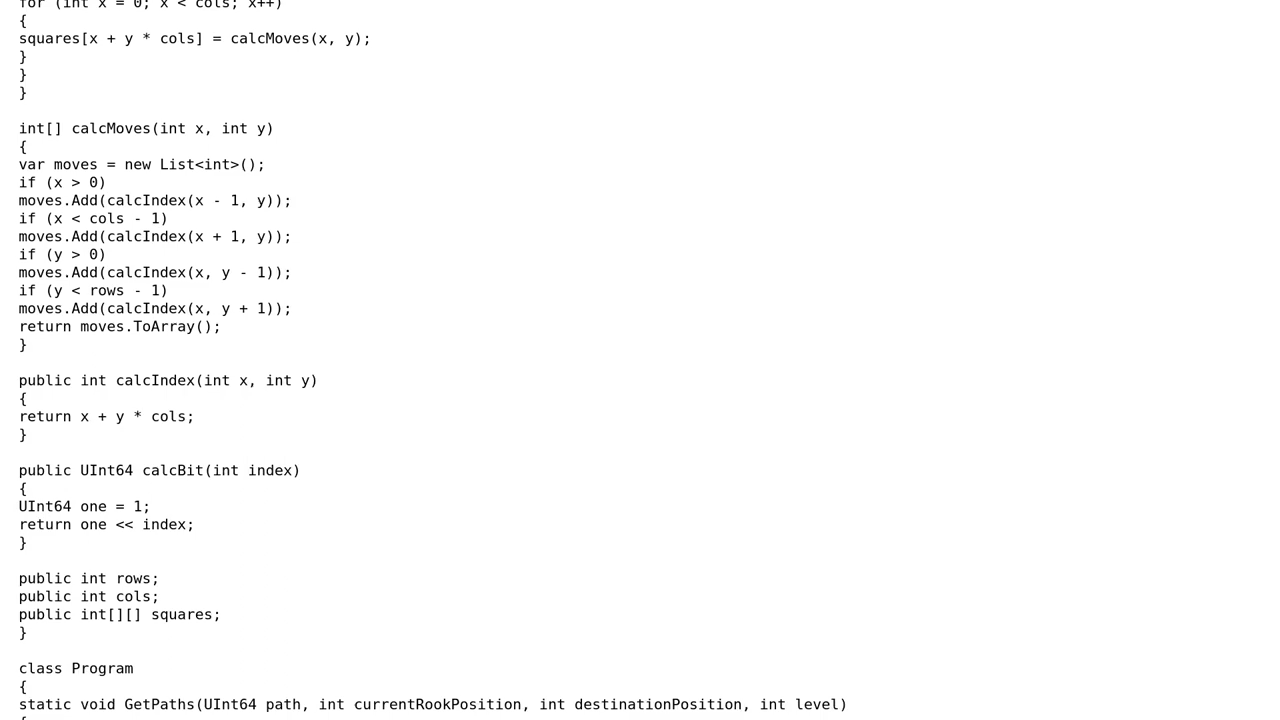 for (int x = 0; x < cols; x++)
{
squares[x + y * cols] = calcMoves(x, y);
}
}
}

int[] calcMoves(int x, int y)
{
var moves = new List<int>();
if (x > 0)
moves.Add(calcIndex(x - 1, y));
if (x < cols - 1)
moves.Add(calcIndex(x + 1, y));
if (y > 0)
moves.Add(calcIndex(x, y - 1));
if (y < rows - 1)
moves.Add(calcIndex(x, y + 1));
return moves.ToArray();
}

public int calcIndex(int x, int y)
{
return x + y * cols;
}

public UInt64 calcBit(int index)
{
UInt64 one = 1;
return one << index;
}

public int rows;
public int cols;
public int[][] squares;
}

class Program
{
static void GetPaths(UInt64 path, int currentRookPosition, int destinationPosition, int level)
{